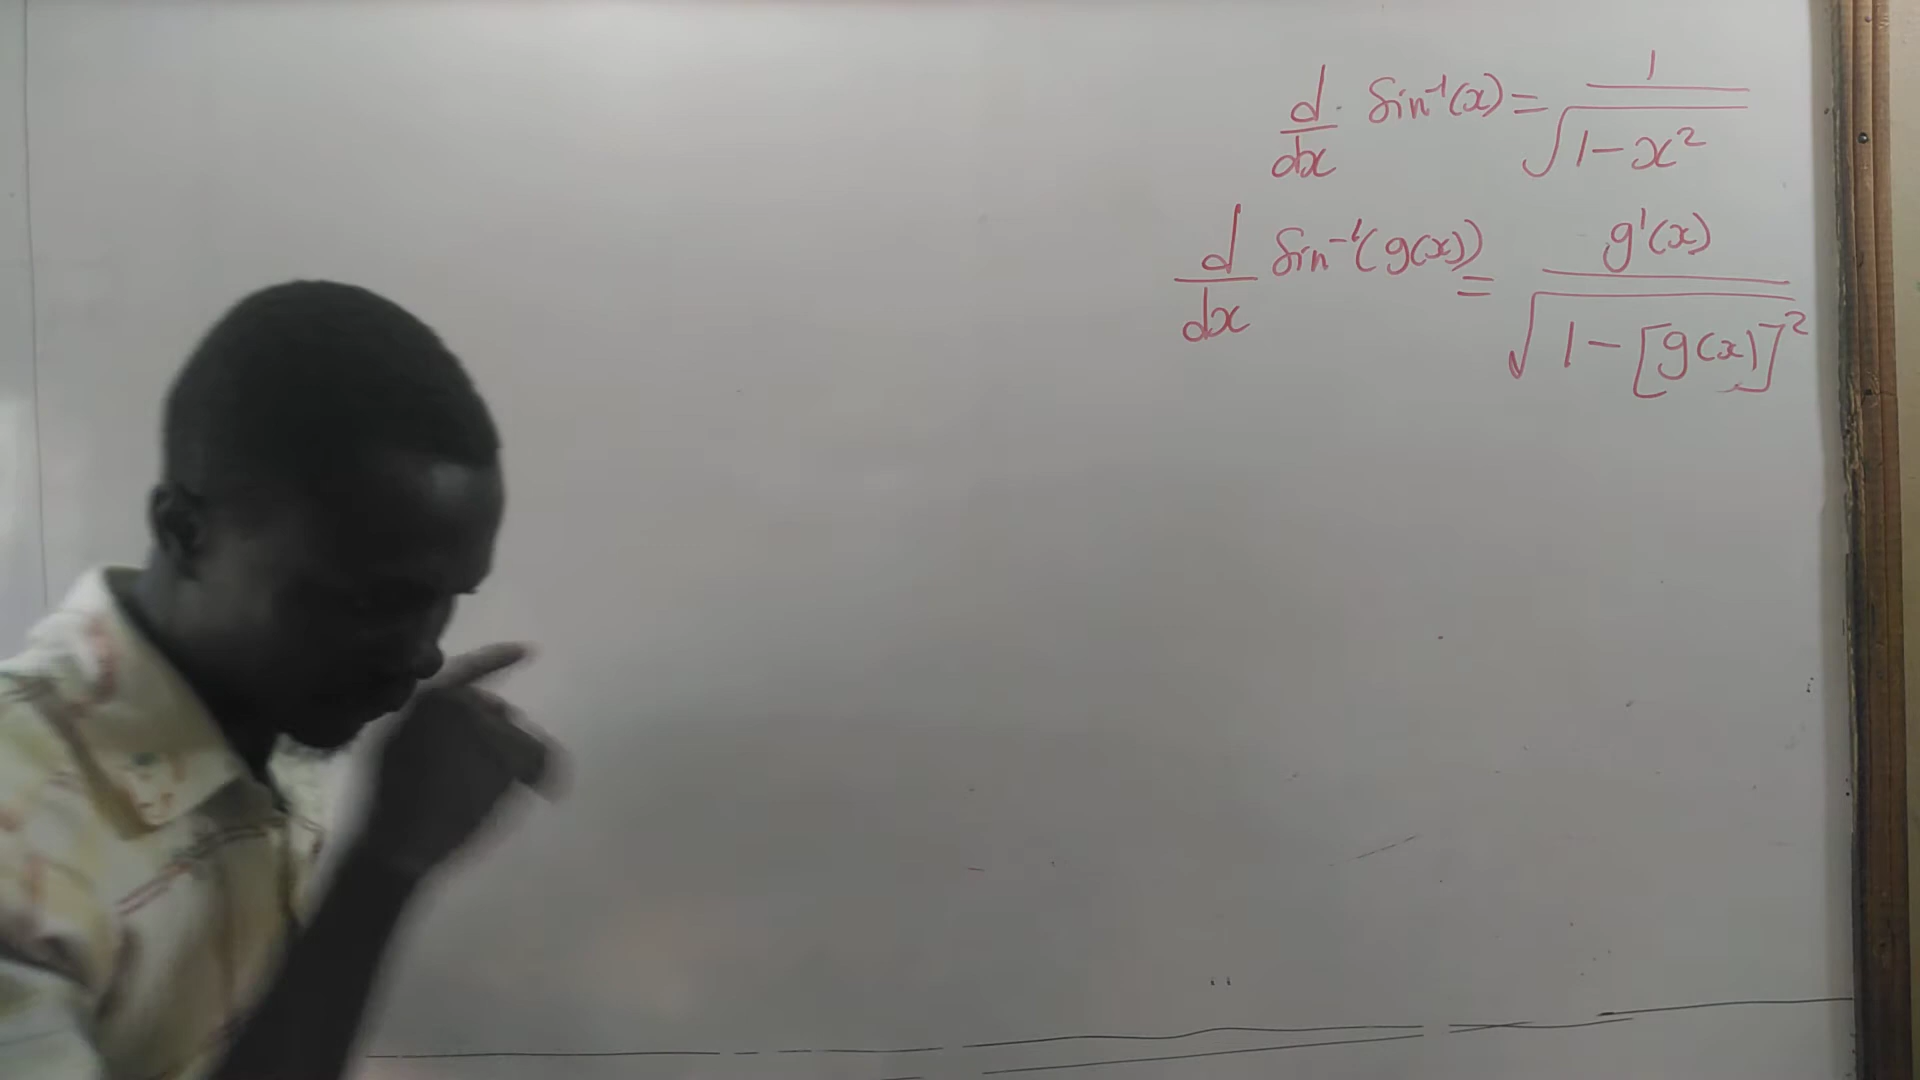 d/dx Sin⁻¹(x) = 1/√(1-x²)
d/dx Sin⁻¹(g(x)) = g'(x)/√(1-[g(x)]²)